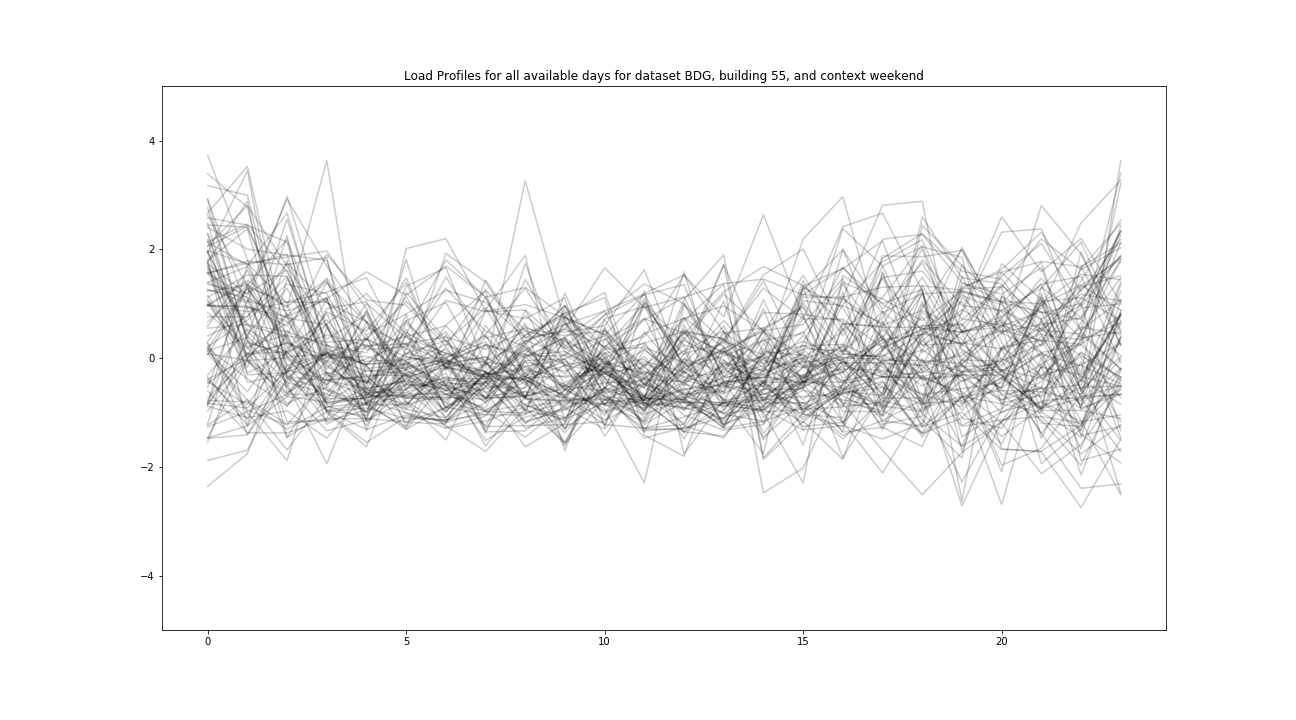 Load Profiles for all available days for dataset BDG, building 55, and context weekend
4
2
0
−2
−4
0 5 10 15 20